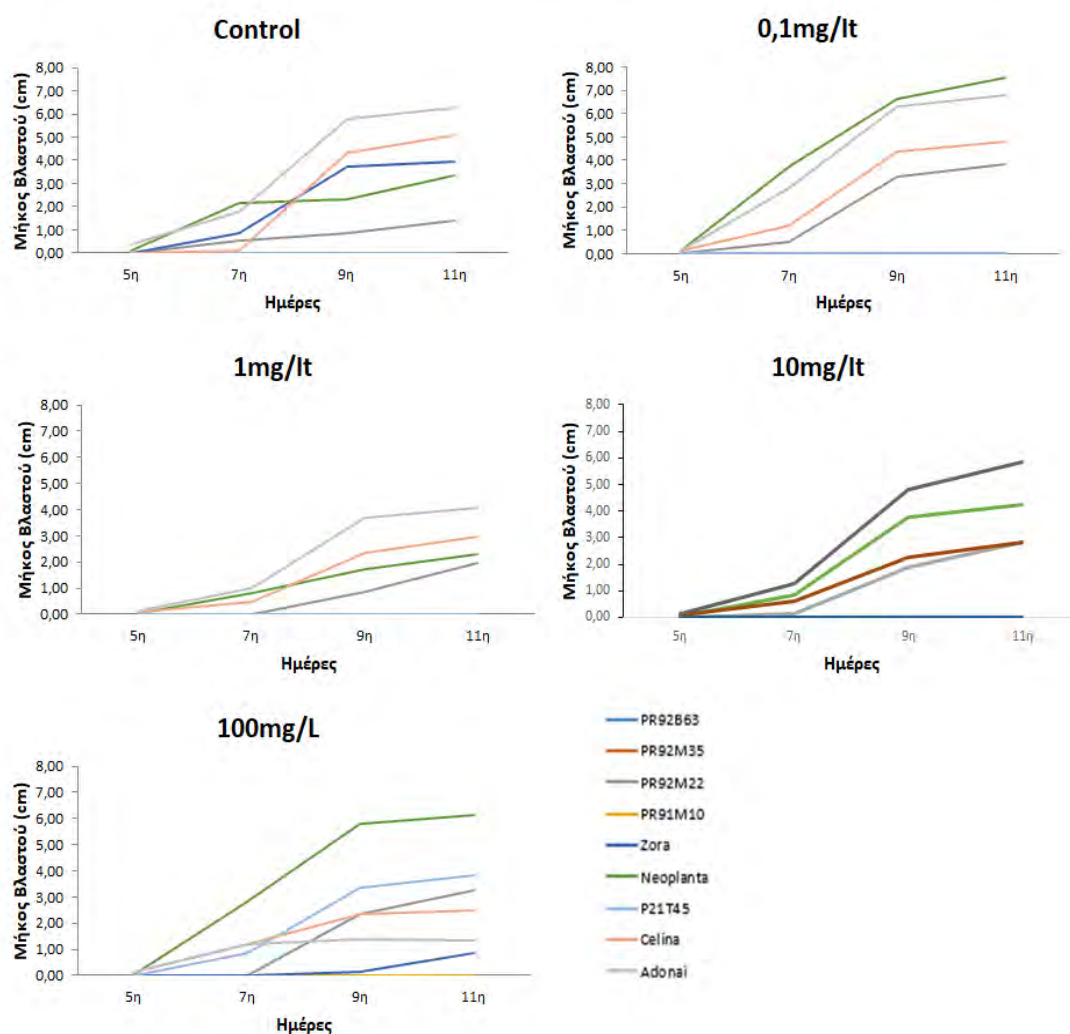 Control
Μήκος Βλαστού (cm)
8,00
7,00
6,00
5,00
4,00
3,00
2,00
1,00
0,00
5η 7η 9η 11η
Ημέρες
0,1mg/lt
Μήκος Βλαστού (cm)
8,00
7,00
6,00
5,00
4,00
3,00
2,00
1,00
0,00
5η 7η 9η 11η
Ημέρες
1mg/lt
Μήκος Βλαστού (cm)
8,00
7,00
6,00
5,00
4,00
3,00
2,00
1,00
0,00
5η 7η 9η 11η
Ημέρες
10mg/lt
Μήκος Βλαστού (cm)
8,00
7,00
6,00
5,00
4,00
3,00
2,00
1,00
0,00
5η 7η 9η 11η
Ημέρες
100mg/L
Μήκος Βλαστού (cm)
8,00
7,00
6,00
5,00
4,00
3,00
2,00
1,00
0,00
5η 7η 9η 11η
Ημέρες
PR92B63
PR92M35
PR92M22
PR91M10
Zora
Neoplanta
P21T45
Celina
Adonai